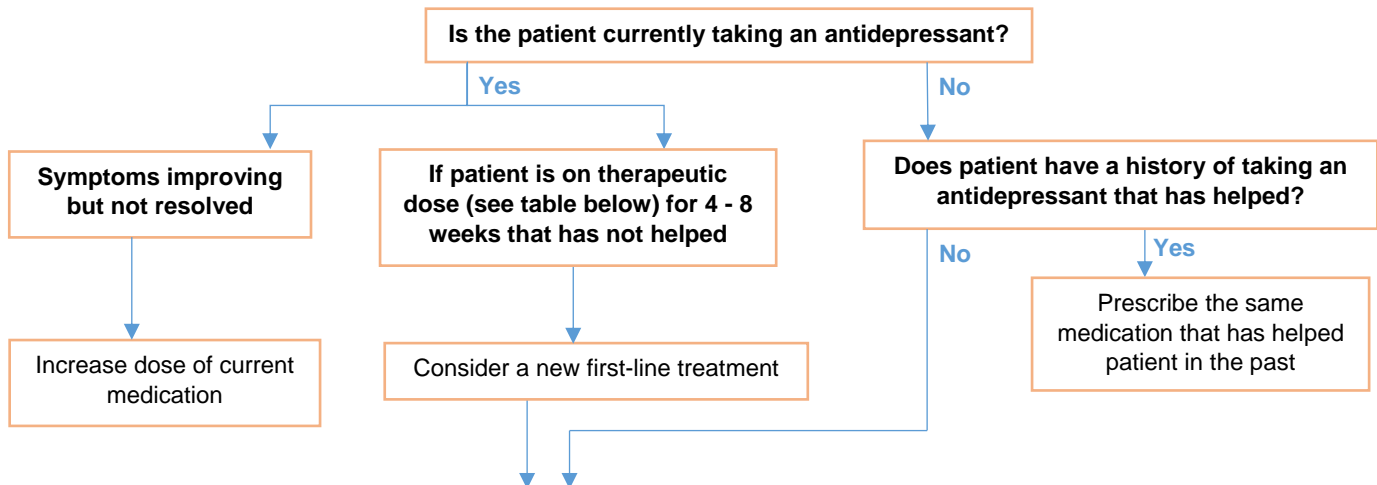 Is the patient currently taking an antidepressant?
Yes
No
Symptoms improving
but not resolved
If patient is on therapeutic
dose (see table below) for 4 - 8
weeks that has not helped
Does patient have a history of taking an
antidepressant that has helped?
No
Yes
Increase dose of current
medication
Consider a new first-line treatment
Prescribe the same
medication that has helped
patient in the past